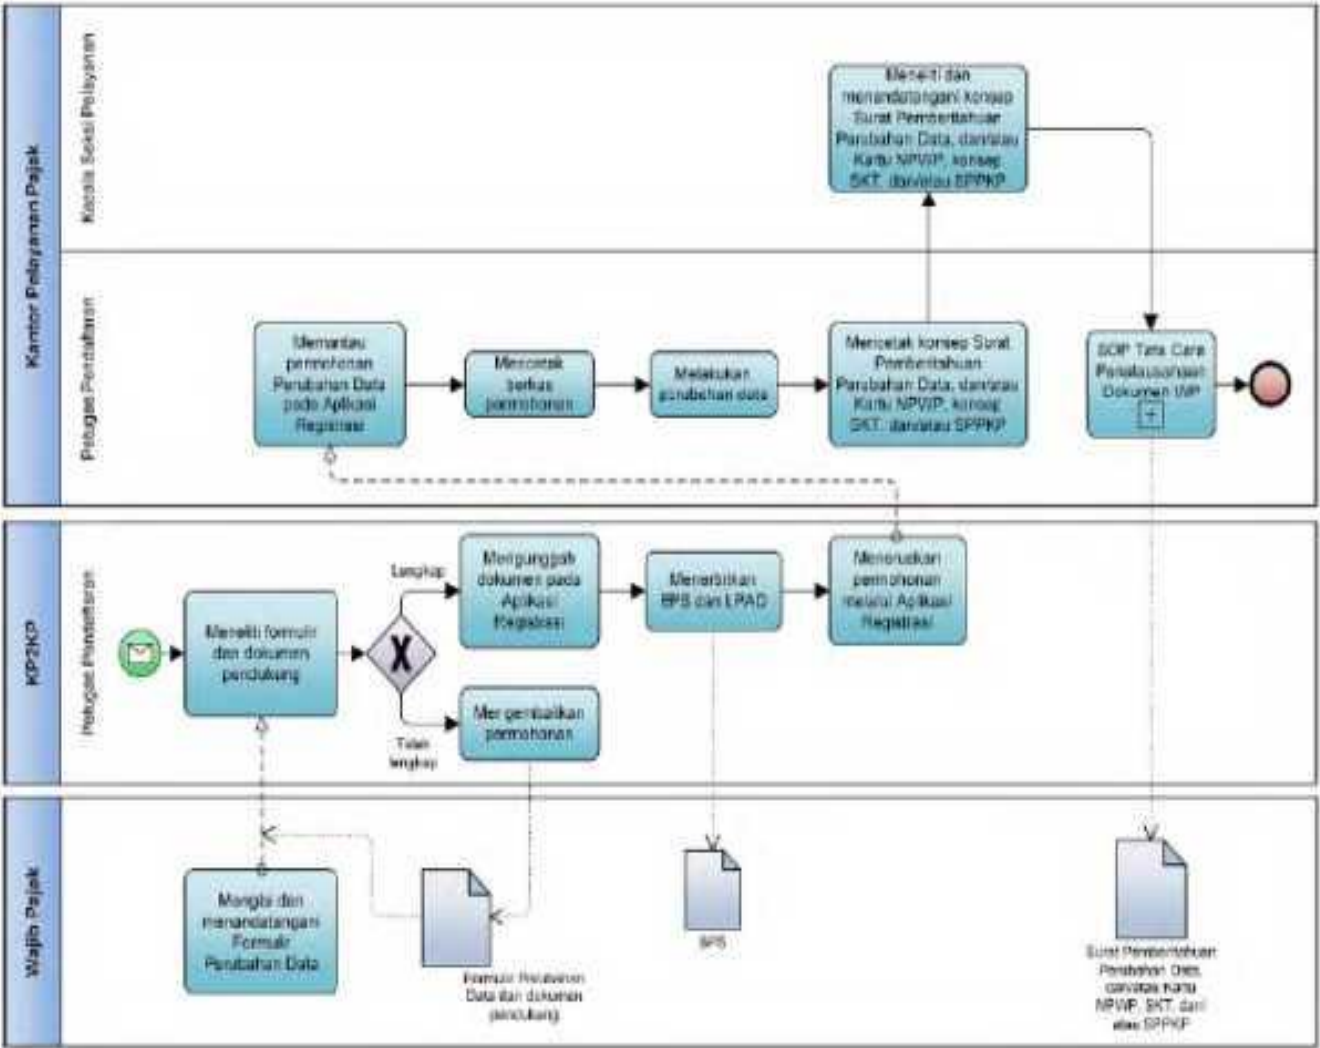 Kantor Pelayanan Pajak
Kepala Seksi Pelayanan
Meneliti dan
menandatangani konsep
Surat Pemberitahuan
Perubahan Data, dan/atau
Kartu NPWP, konsep
SKT, dan/atau SPPKP
Petugas Pendaftaran
Memantau
permohonan
Perubahan Data
pada Aplikasi
Registrasi
Mencetak
berkas
permohonan
Melakukan
perubahan data
Mencetak konsep Surat
Pemberitahuan
Perubahan Data, dan/atau
Kartu NPWP, konsep
SKT, dan/atau SPPKP
SOP Tata Cara
Penatausahaan
Dokumen WP
KP2KP
Petugas Pendaftaran
Meneliti formulir
dan dokumen
pendukung
Lengkap
Tidak
lengkap
Mengunggah
dokumen pada
Aplikasi
Registrasi
Mengembalikan
permohonan
Menerbitkan
BPS dan LPAD
Meneruskan
permohonan
melalui Aplikasi
Registrasi
Wajib Pajak
Mengisi dan
menandatangani
Formulir
Perubahan Data
Formulir Perubahan
Data dan dokumen
pendukung
BPS
Surat Pemberitahuan
Perubahan Data,
dan/atau Kartu
NPWP, SKT, dan/
atau SPPKP